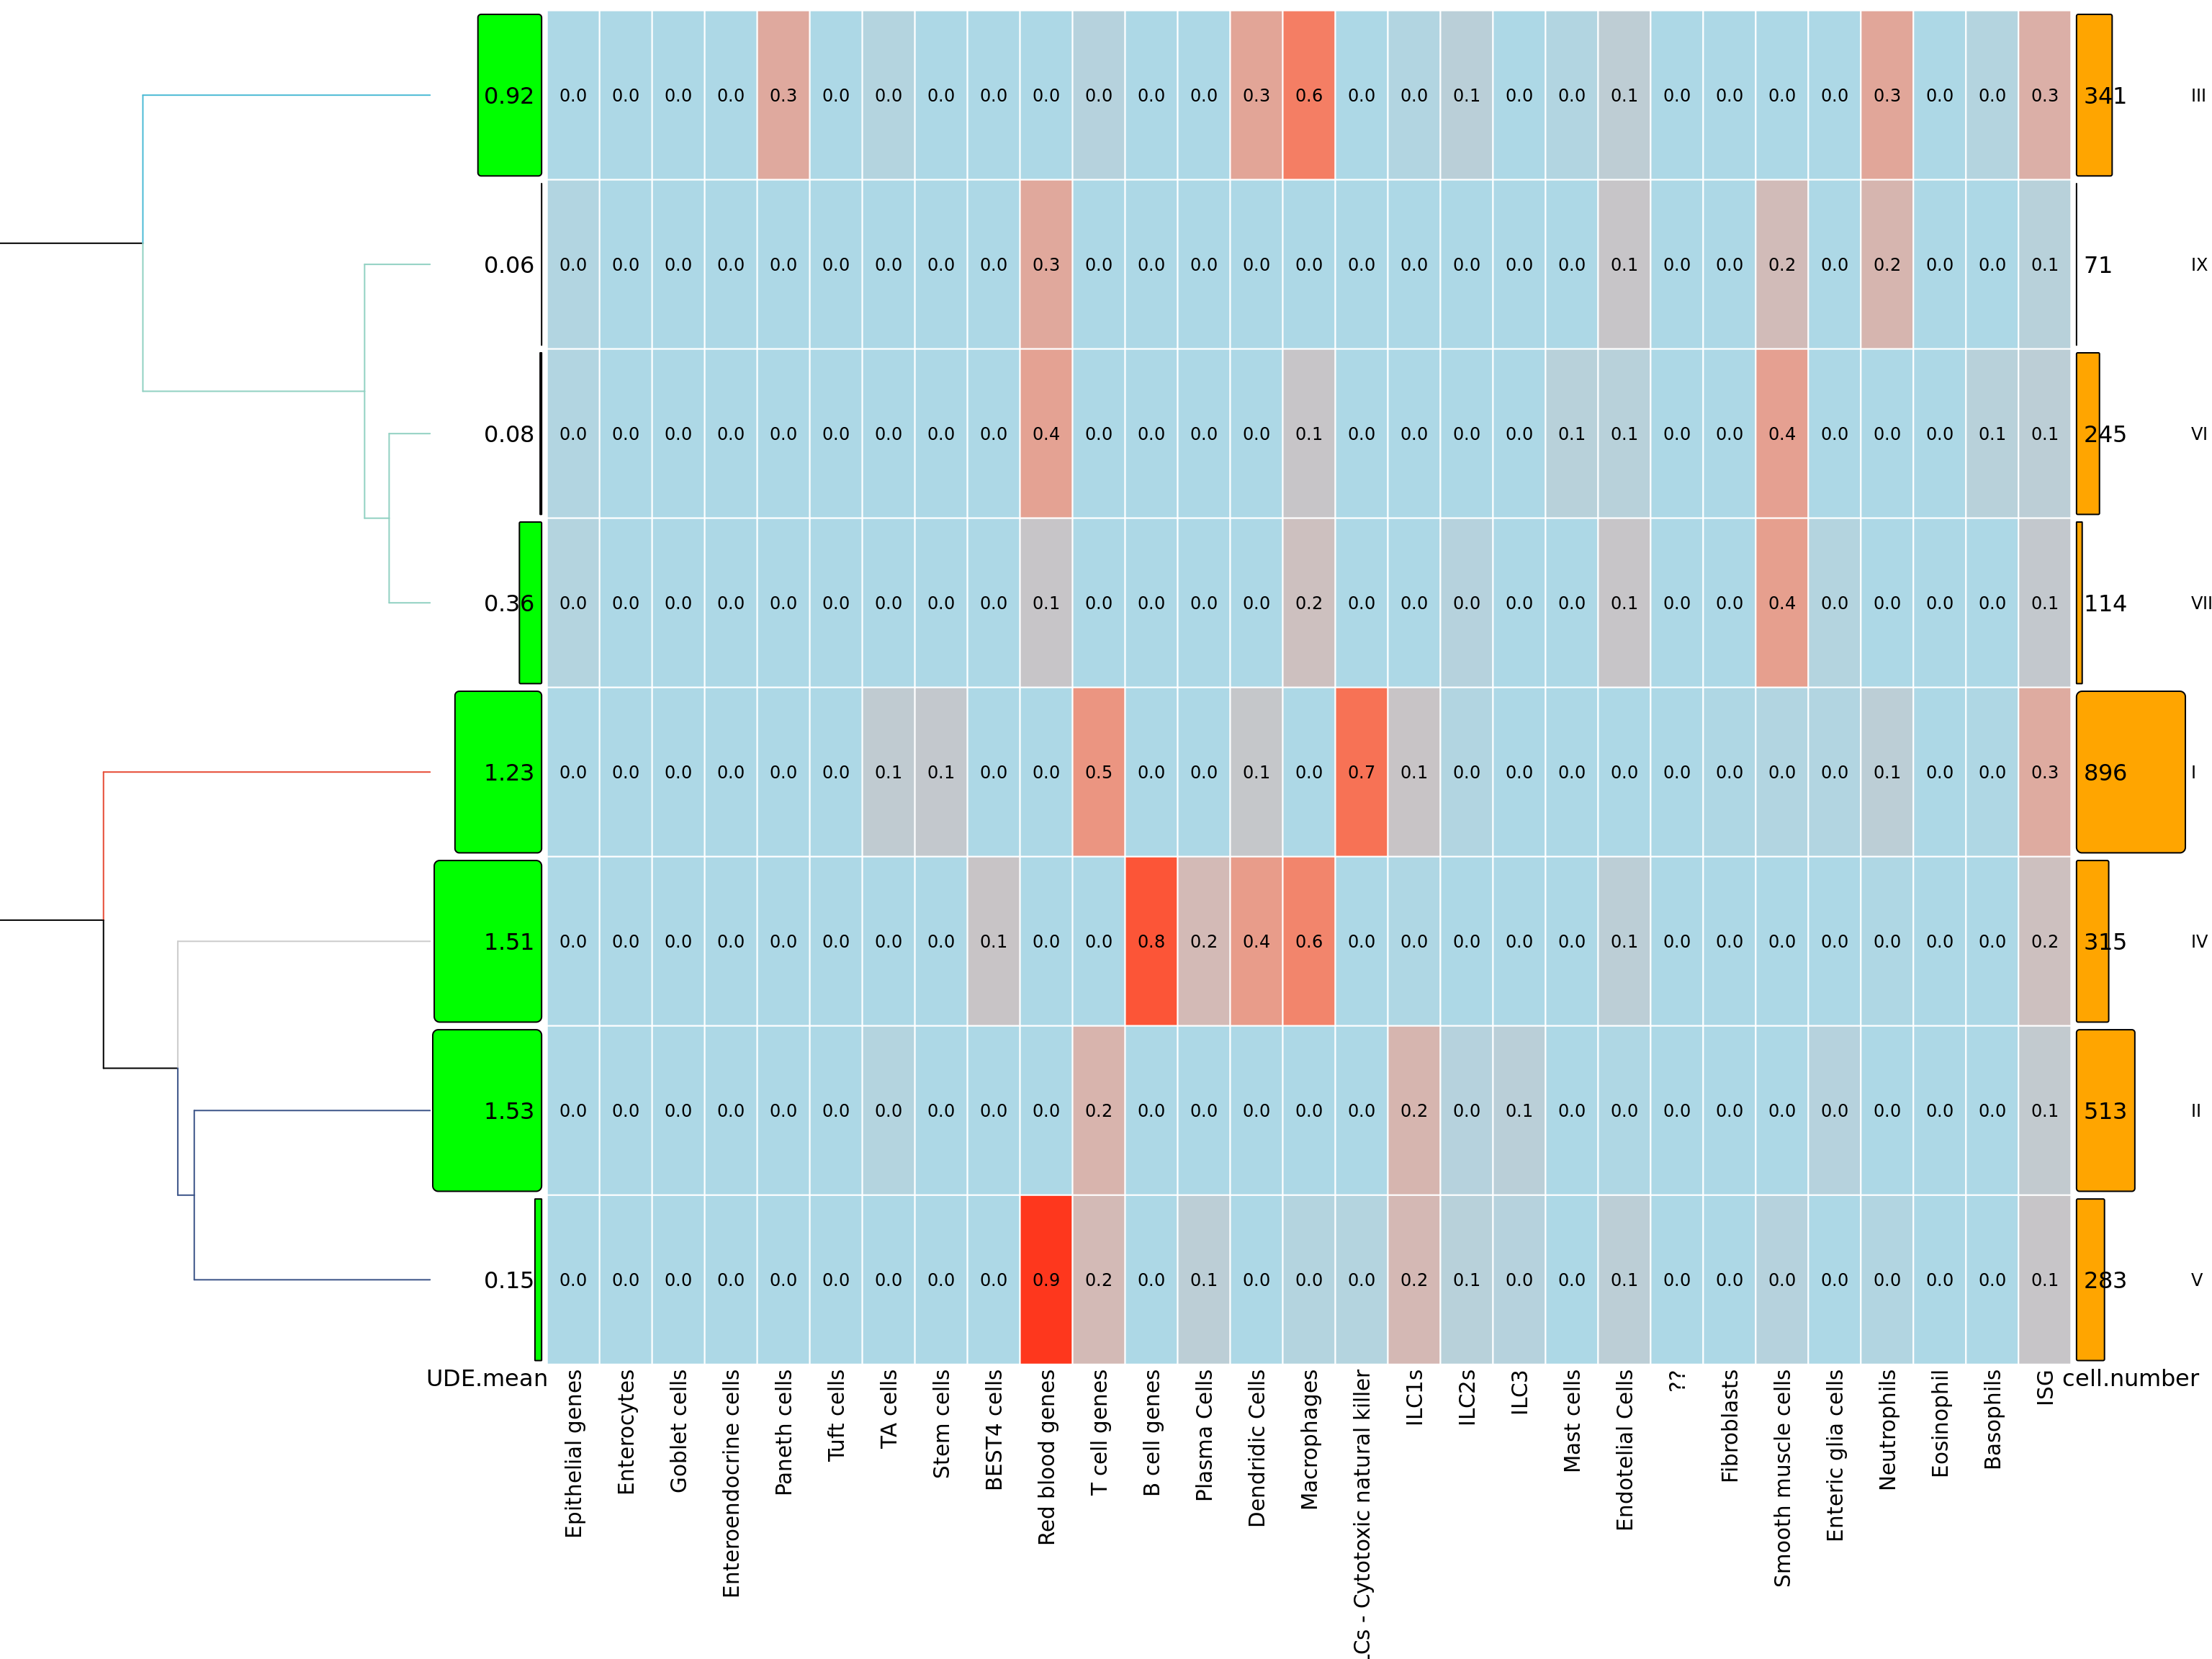 0.92 0.0 0.0 0.0 0.0 0.3 0.0 0.0 0.0 0.0 0.0 0.0 0.0 0.0 0.3 0.6 0.0 0.0 0.1 0.0 0.0 0.1 0.0 0.0 0.0 0.0 0.3 0.0 0.0 0.3 341 III
0.06 0.0 0.0 0.0 0.0 0.0 0.0 0.0 0.0 0.0 0.3 0.0 0.0 0.0 0.0 0.0 0.0 0.0 0.0 0.0 0.0 0.1 0.0 0.0 0.2 0.0 0.2 0.0 0.0 0.1 71 IX
0.08 0.0 0.0 0.0 0.0 0.0 0.0 0.0 0.0 0.0 0.4 0.0 0.0 0.0 0.0 0.1 0.0 0.0 0.0 0.0 0.1 0.1 0.0 0.0 0.4 0.0 0.0 0.0 0.1 0.1 245 VI
0.36 0.0 0.0 0.0 0.0 0.0 0.0 0.0 0.0 0.0 0.1 0.0 0.0 0.0 0.0 0.2 0.0 0.0 0.0 0.0 0.0 0.1 0.0 0.0 0.4 0.0 0.0 0.0 0.0 0.1 114 VII
1.23 0.0 0.0 0.0 0.0 0.0 0.0 0.1 0.1 0.0 0.0 0.5 0.0 0.0 0.1 0.0 0.7 0.1 0.0 0.0 0.0 0.0 0.0 0.0 0.0 0.0 0.1 0.0 0.0 0.3 896 I
1.51 0.0 0.0 0.0 0.0 0.0 0.0 0.0 0.0 0.1 0.0 0.0 0.8 0.2 0.4 0.6 0.0 0.0 0.0 0.0 0.0 0.1 0.0 0.0 0.0 0.0 0.0 0.0 0.0 0.2 315 IV
1.53 0.0 0.0 0.0 0.0 0.0 0.0 0.0 0.0 0.0 0.0 0.2 0.0 0.0 0.0 0.0 0.0 0.2 0.0 0.1 0.0 0.0 0.0 0.0 0.0 0.0 0.0 0.0 0.0 0.1 513 II
0.15 0.0 0.0 0.0 0.0 0.0 0.0 0.0 0.0 0.0 0.9 0.2 0.0 0.1 0.0 0.0 0.0 0.2 0.1 0.0 0.0 0.1 0.0 0.0 0.0 0.0 0.0 0.0 0.0 0.1 283 V
UDE.mean
Epithelial genes
Enterocytes
Goblet cells
Enteroendocrine cells
Paneth cells
Tuft cells
TA cells
Stem cells
BEST4 cells
Red blood genes
T cell genes
B cell genes
Plasma Cells
Dendridic Cells
Macrophages
Cs - Cytotoxic natural killer
ILC1s
ILC2s
ILC3
Mast cells
Endotelial Cells
??
Fibroblasts
Smooth muscle cells
Enteric glia cells
Neutrophils
Eosinophil
Basophils
ISG
cell.number